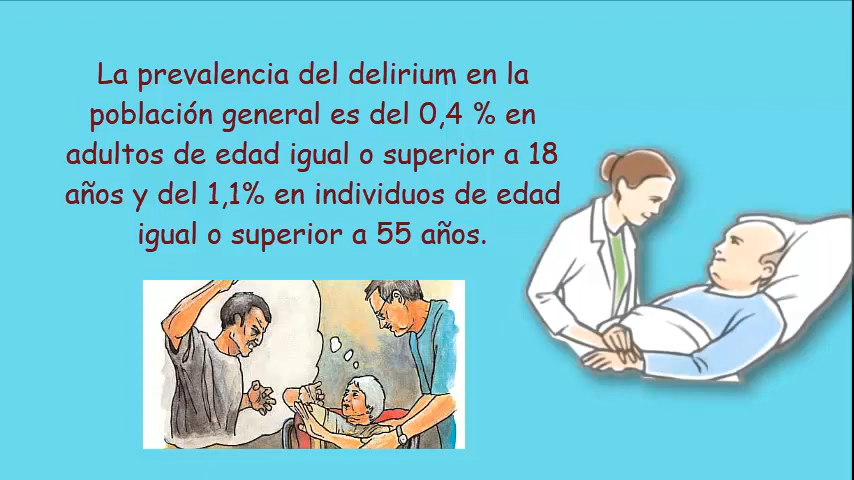 La prevalencia del delirium en la
población general es del 0,4 % en
adultos de edad igual o superior a 18
años y del 1,1% en individuos de edad
igual o superior a 55 años.